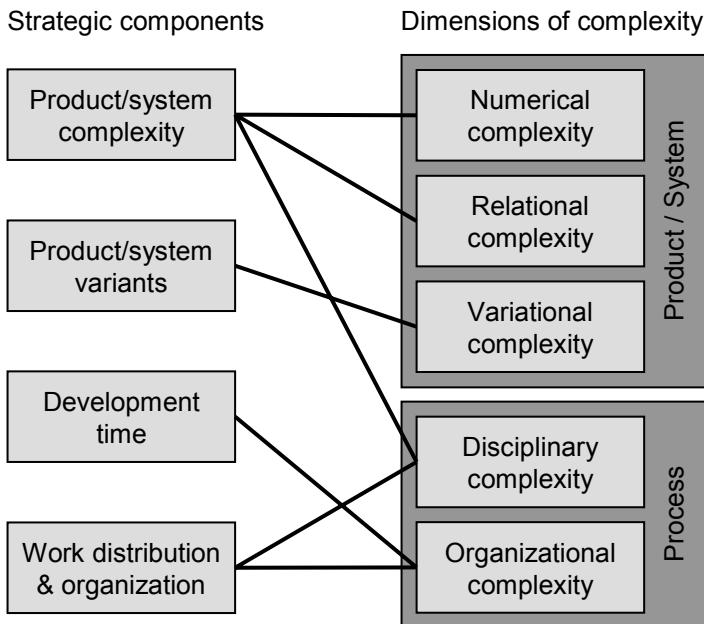 Strategic components
Dimensions of complexity
Product/system
complexity
Product/system
variants
Development
time
Work distribution
& organization
Numerical
complexity
Relational
complexity
Variational
complexity
Product / System
Disciplinary
complexity
Organizational
complexity
Process